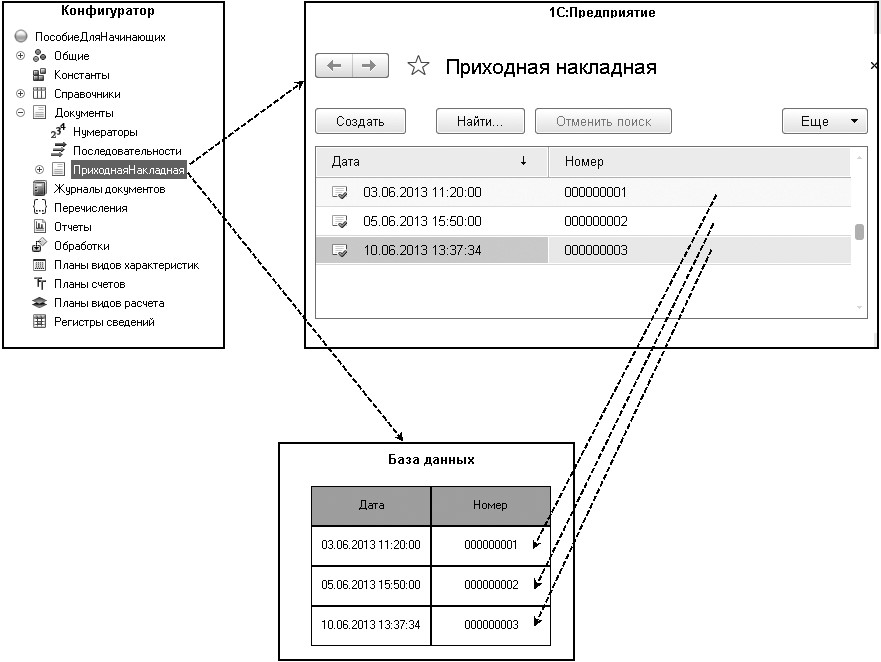 Конфигуратор
ПособиеДляНачинающих
Общие
Константы
Справочники
Документы
Нумераторы
Последовательности
ПриходнаяНакладная
Журналы документов
Перечисления
Отчеты
Обработки
Планы видов характеристик
Планы счетов
Планы видов расчета
Регистры сведений
1С:Предприятие
Приходная накладная
Создать Найти... Отменить поиск Еще
Дата Номер
03.06.2013 11:20:00 000000001
05.06.2013 15:50:00 000000002
10.06.2013 13:37:34 000000003
База данных
Дата Номер
03.06.2013 11:20:00 000000001
05.06.2013 15:50:00 000000002
10.06.2013 13:37:34 000000003